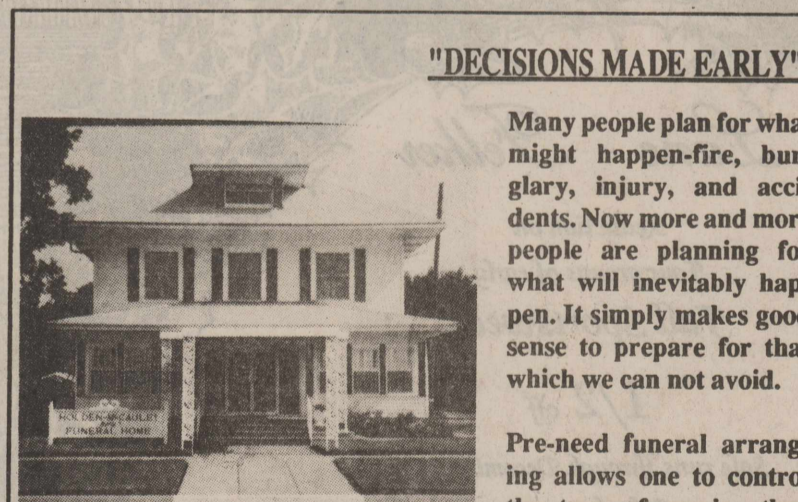 "DECISIONS MADE EARLY"
Many people plan for wha
might happen-fire, bur
glary, injury, and acci
dents. Now more and mor
people are planning fo
what will inevitably hap
pen. It simply makes good
sense to prepare for tha
which we can not avoid.
Pre-need funeral arrang
ing allows one to contro
HOLDEN-McCAULEY
FUNERAL HOME